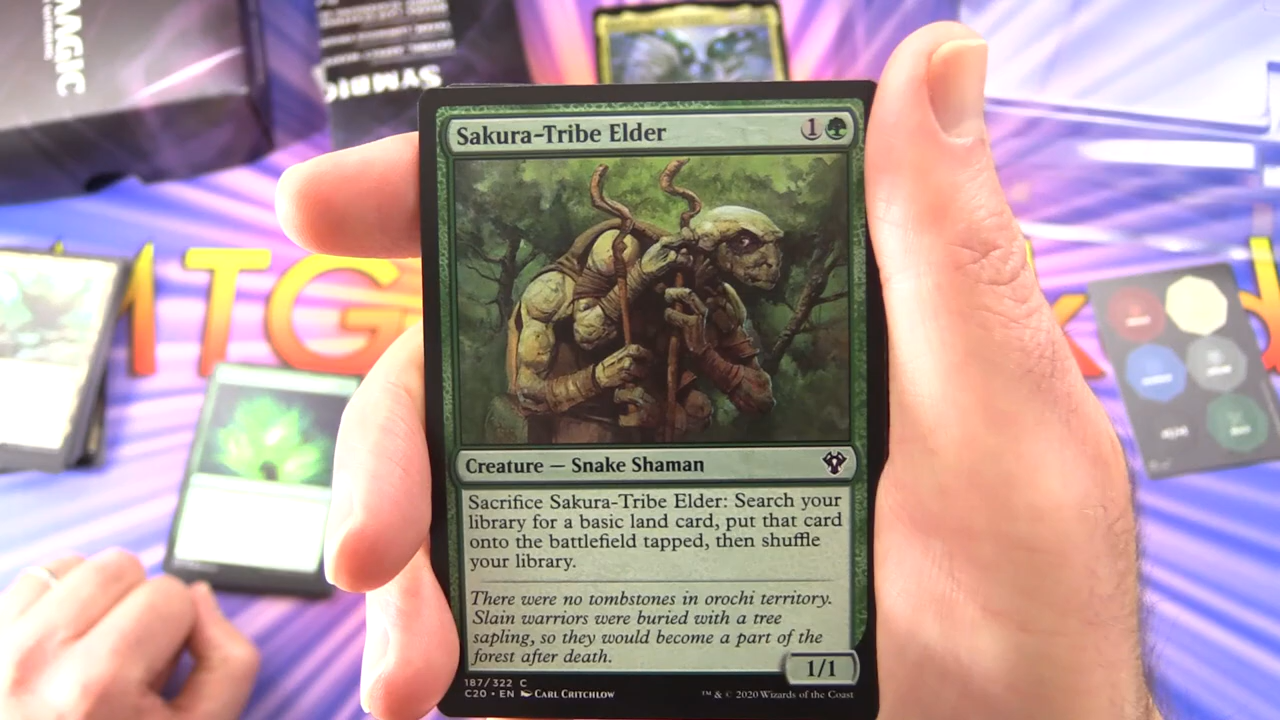 MAGIC
SYMBIO
MTG
Sakura-Tribe Elder
1
Creature — Snake Shaman
Sacrifice Sakura-Tribe Elder: Search your
library for a basic land card, put that card
onto the battlefield tapped, then shuffle
your library.
There were no tombstones in orochi territory.
Slain warriors were buried with a tree
sapling, so they would become a part of the
forest after death.
1/1
187/322 C
C20 • EN Carl Critchlow
™ & © 2020 Wizards of the Coast